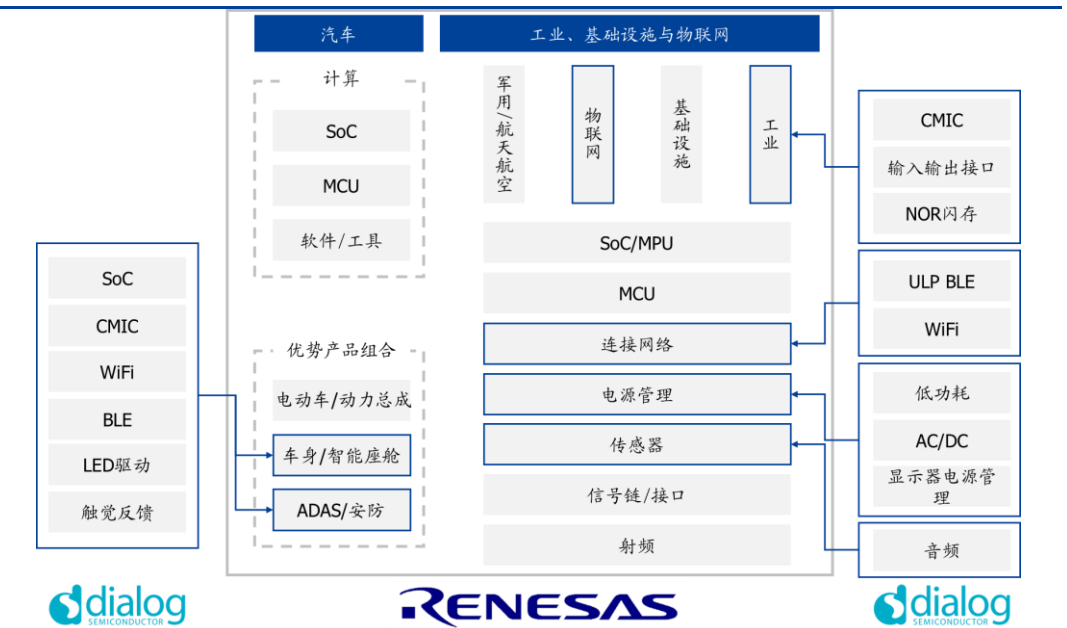 汽车
工业、基础设施与物联网
计算
SoC
MCU
软件/工具
优势产品组合
电动车/动力总成
车身/智能座舱
ADAS/安防
军用/航天航空
物联网
基础设施
工业
SoC/MPU
MCU
连接网络
电源管理
传感器
信号链/接口
射频
SoC
CMIC
WiFi
BLE
LED驱动
触觉反馈
CMIC
输入输出接口
NOR闪存
ULP BLE
WiFi
低功耗
AC/DC
显示器电源管
理
音频
dialog
SEMICONDUCTOR
RENESAS
dialog
SEMICONDUCTOR